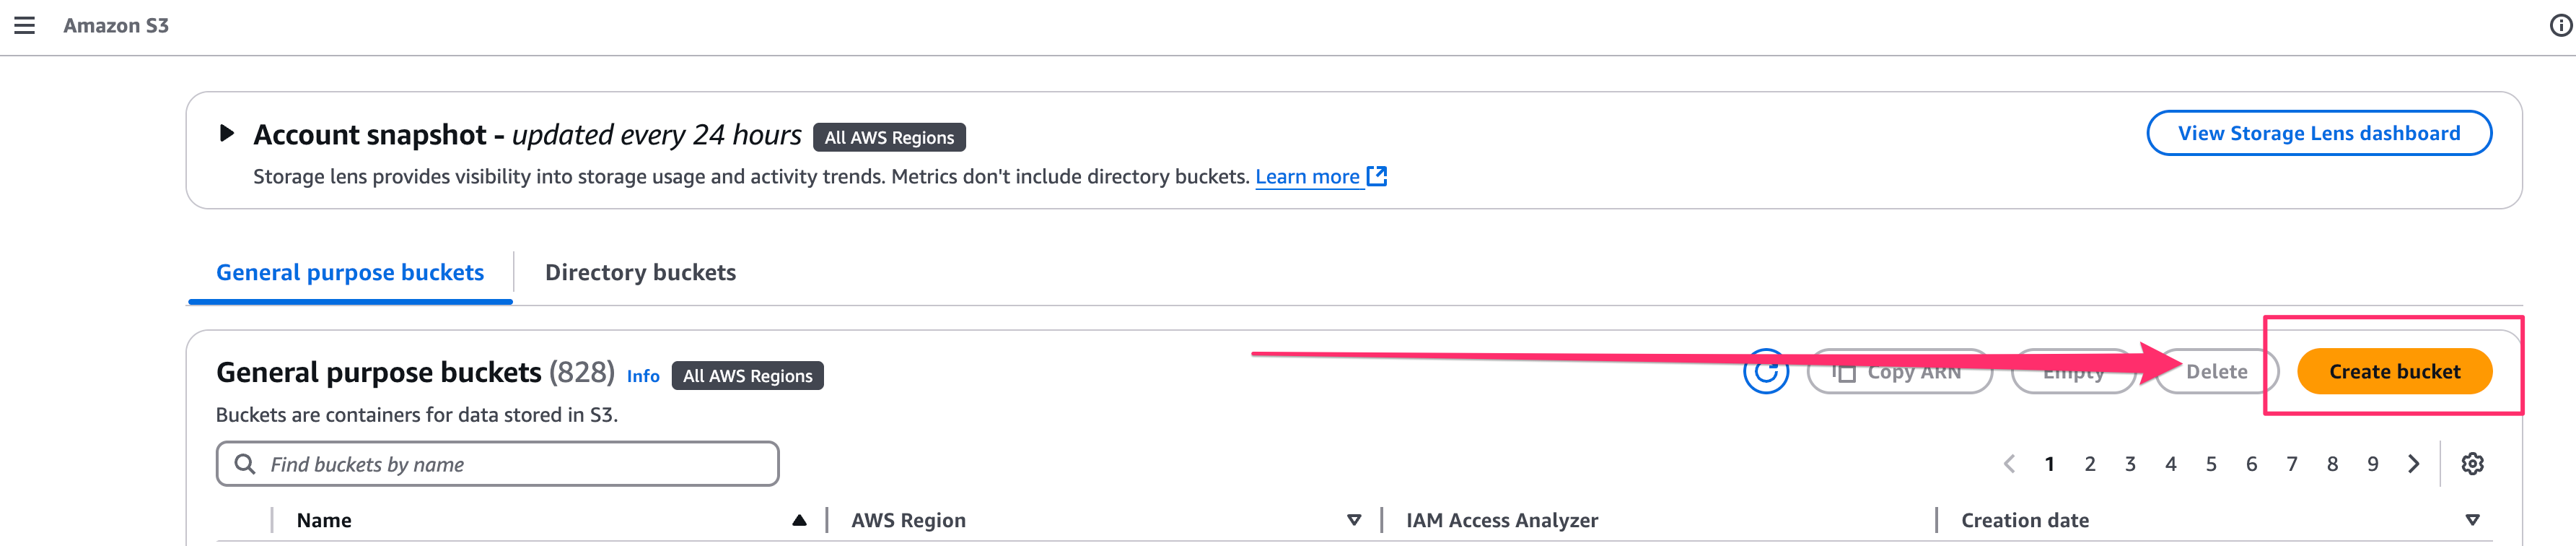 Amazon S3
Account snapshot - updated every 24 hours All AWS Regions
View Storage Lens dashboard
Storage lens provides visibility into storage usage and activity trends. Metrics don't include directory buckets. Learn more
General purpose buckets Directory buckets
General purpose buckets (828) Info All AWS Regions
Copy ARN Empty Delete Create bucket
Buckets are containers for data stored in S3.
Find buckets by name
1 2 3 4 5 6 7 8 9
Name AWS Region IAM Access Analyzer Creation date